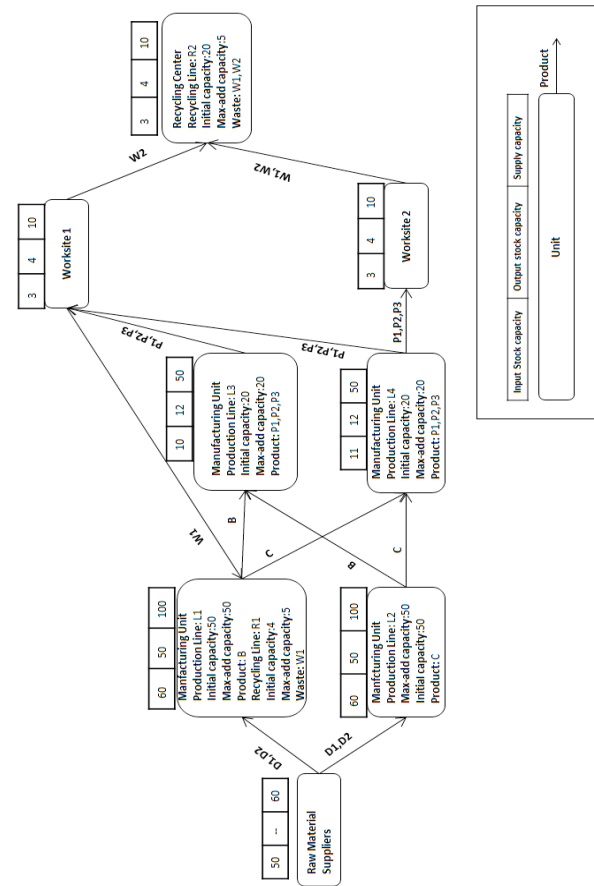 50 -- 60
Raw Material
Suppliers
D1,D2
D1,D2
60 50 100
Manfacturing Unit
Production Line: L1
Initial capacity:50
Max-add capacity:50
Product: B
Recycling Line: R1
Initial capacity:4
Max-add capacity:5
Waste: W1
60 50 100
Manfcturing Unit
Production Line: L2
Max-add capacity:50
Initial capacity:50
Product: C
W1
B
C
B
C
10 12 50
Manufacturing Unit
Production Line: L3
Initial capacity:20
Max-add capacity:20
Product: P1,P2,P3
11 12 50
Manufacturing Unit
Production Line: L4
Initial capacity:20
Max-add capacity:20
Product: P1,P2,P3
P1,P2,P3
P1,P2,P3
P1,P2,P3
3 4 10
Worksite 1
3 4 10
Worksite 2
W2
W1,W2
3 4 10
Recycling Center
Recycling Line: R2
Initial capacity:20
Max-add capacity:5
Waste: W1,W2
Input Stock capacity Output stock capacity Supply capacity
Unit
Product